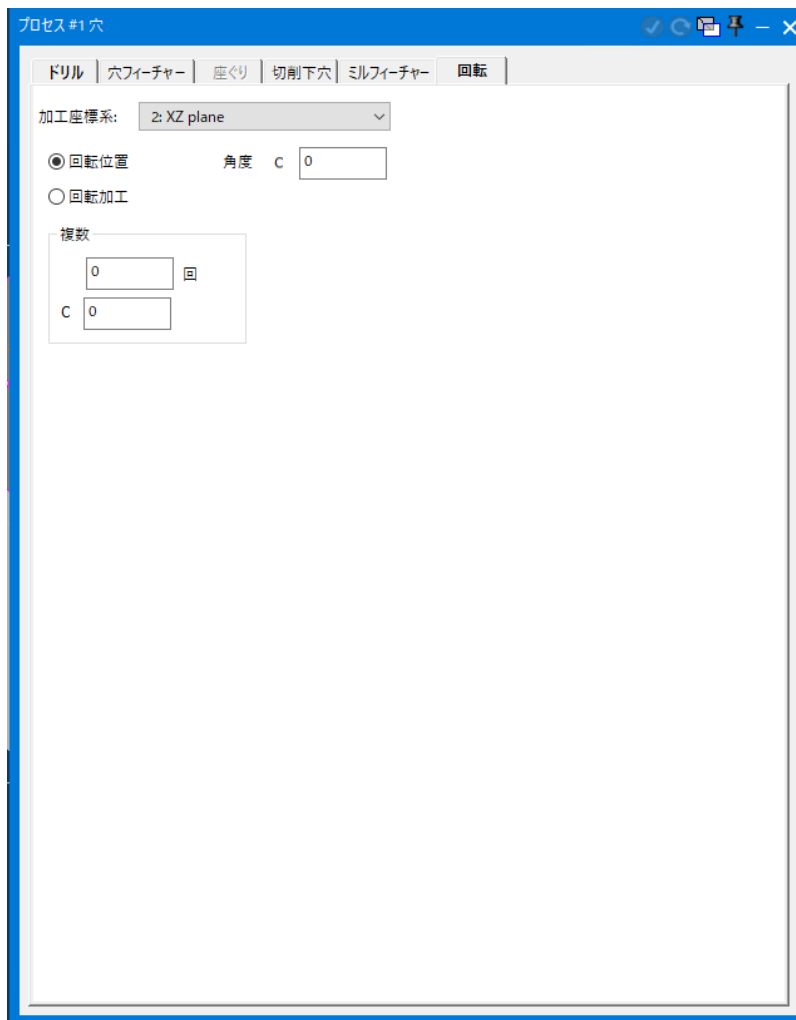 プロセス #1 穴
ドリル 穴フィーチャー 座ぐり 切削下穴 ミルフィーチャー 回転
加工座標系: 2: XZ plane
回転位置 角度 C 0
回転加工
複数
0 回
C 0